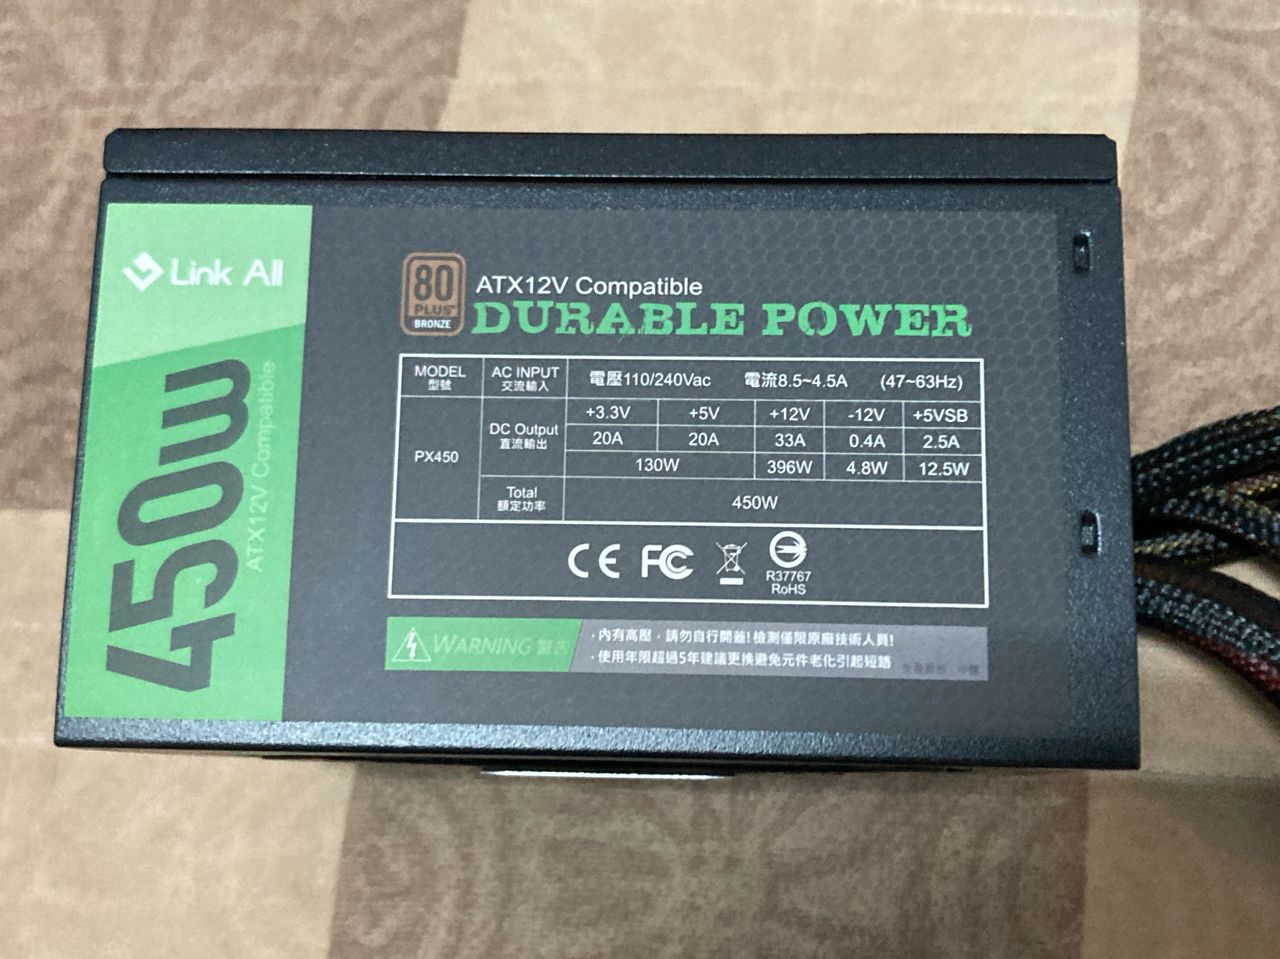 Link All
450W
ATX12V Compatible
80
PLUS
BRONZE
ATX12V Compatible
DURABLE POWER
MODEL
型號
AC INPUT
交流輸入
電壓110/240Vac 電流8.5~4.5A (47~63Hz)
PX450
DC Output
直流輸出
+3.3V +5V +12V -12V +5VSB
20A 20A 33A 0.4A 2.5A
130W 396W 4.8W 12.5W
Total
額定功率
450W
CE FC
R37767
RoHS
WARNING 警告
·內有高壓，請勿自行開蓋!檢測僅限原廠技術人員!
·使用年限超過5年建議更換避免元件老化引起短路